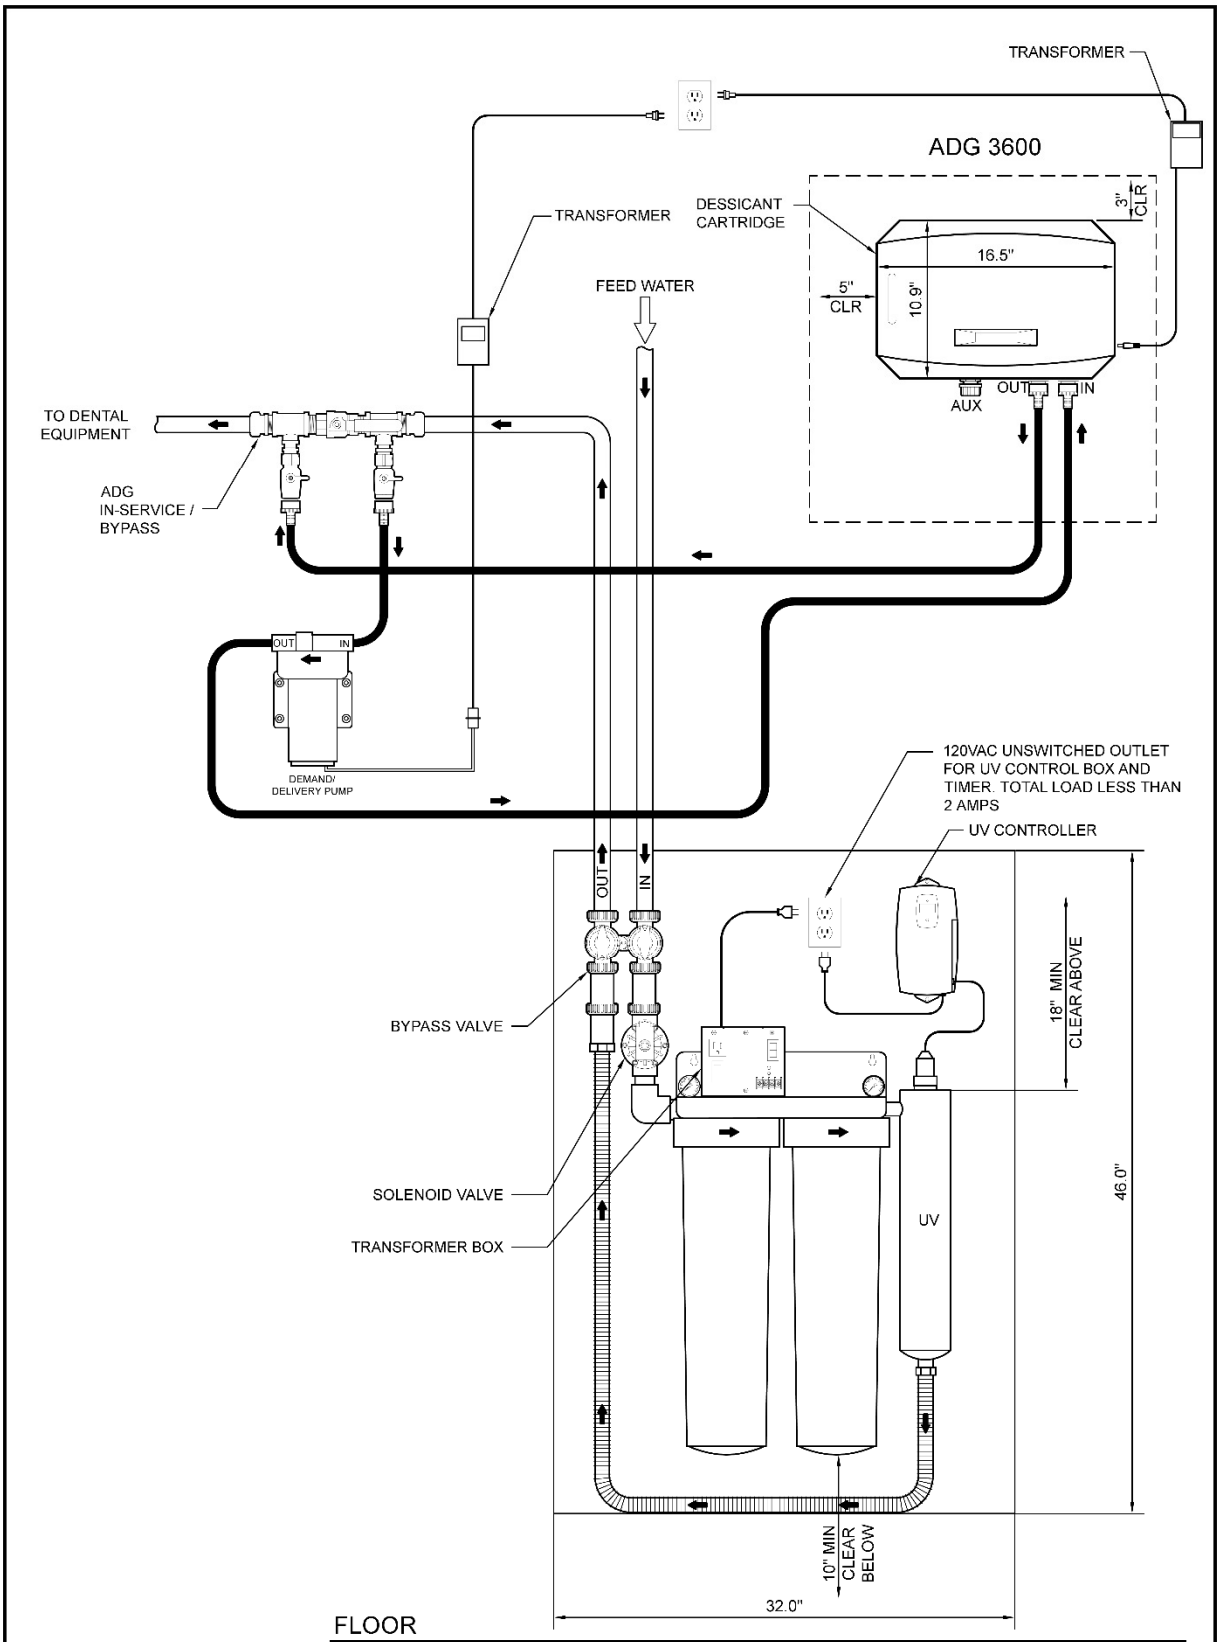 TRANSFORMER
ADG 3600
3"
CLR
DESSICANT
CARTRIDGE
TRANSFORMER
16.5"
FEED WATER
5"
CLR
10.9"
OUT
IN
AUX
TO DENTAL
EQUIPMENT
ADG
IN-SERVICE /
BYPASS
OUT
IN
DEMAND/
DELIVERY PUMP
120VAC UNSWITCHED OUTLET
FOR UV CONTROL BOX AND
TIMER. TOTAL LOAD LESS THAN
2 AMPS
UV CONTROLLER
OUT
IN
18" MIN
CLEAR ABOVE
BYPASS VALVE
SOLENOID VALVE
46.0"
UV
TRANSFORMER BOX
10" MIN
CLEAR
BELOW
32.0"
FLOOR